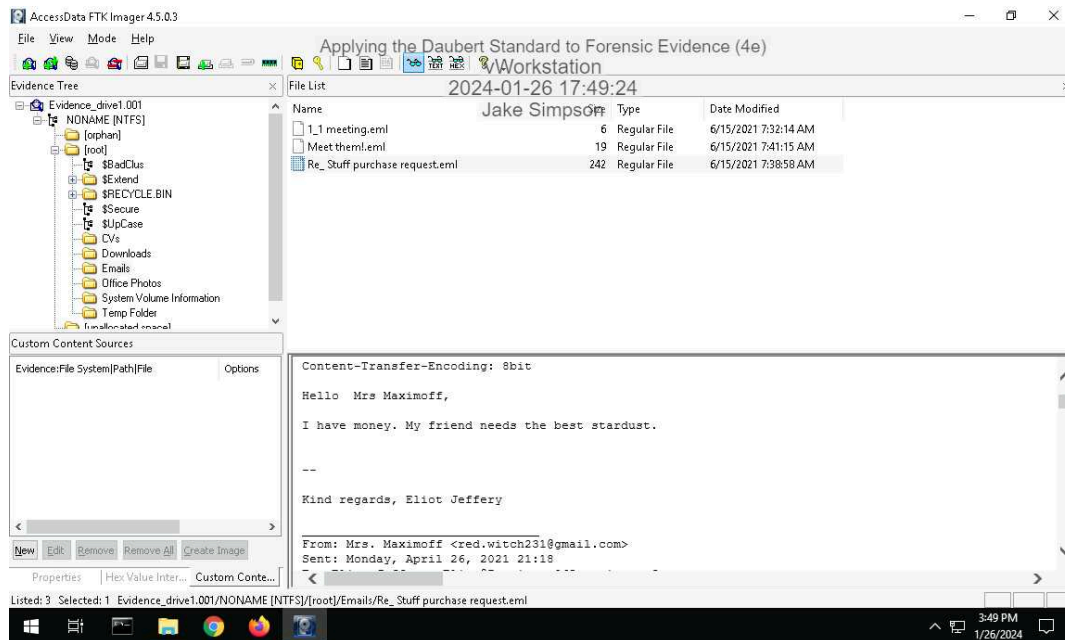 AccessData FTK Imager 4.5.0.3
File View Mode Help
Applying the Daubert Standard to Forensic Evidence (4e)
vWorkstation
2024-01-26 17:49:24
Jake Simpson
Evidence Tree
Evidence_drive1.001
NONAME [NTFS]
[orphan]
[root]
$BadClus
$Extend
$RECYCLE.BIN
$Secure
$UpCase
CVs
Downloads
Emails
Office Photos
System Volume Information
Temp Folder
[unallocated space]
File List
Name Size Type Date Modified
1_1 meeting.eml 6 Regular File 6/15/2021 7:32:14 AM
Meet them!.eml 19 Regular File 6/15/2021 7:41:15 AM
Re_ Stuff purchase request.eml 242 Regular File 6/15/2021 7:38:58 AM
Custom Content Sources
Evidence:File System|Path|File Options
New Edit Remove Remove All Create Image
Properties Hex Value Inter... Custom Conte...
Content-Transfer-Encoding: 8bit
Hello Mrs Maximoff,
I have money. My friend needs the best stardust.
--
Kind regards, Eliot Jeffery
From: Mrs. Maximoff <red.witch231@gmail.com>
Sent: Monday, April 26, 2021 21:18
Listed: 3 Selected: 1 Evidence_drive1.001/NONAME [NTFS]/[root]/Emails/Re_ Stuff purchase request.eml
3:49 PM
1/26/2024